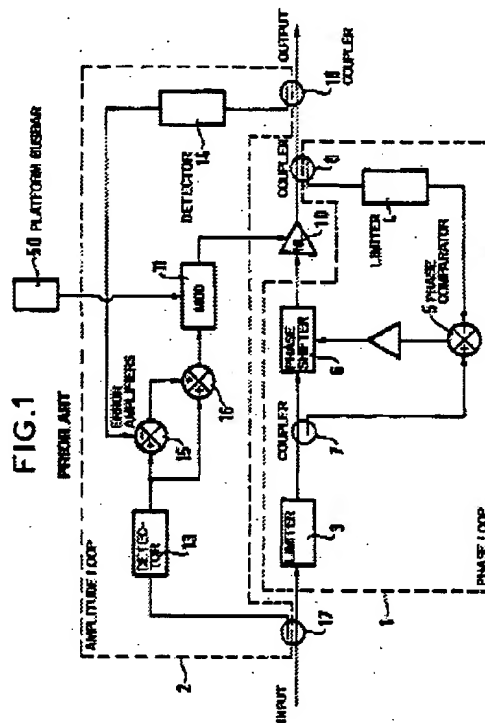 FIG.1
PRIOR ART
50 PLATFORM BUSBAR
AMPLITUDE LOOP
2
DETEC-
TOR
13
ERROR
AMPLIFIERS
15
16
MOD
11
DETECTOR
14
OUTPUT
18
COUPLER
INPUT
17
LIMITER
3
COUPLER
7
PHASE
SHIFTER
6
10
COUPLER
8
LIMITER
5 PHASE
COMPARATOR
1
PHASE LOOP